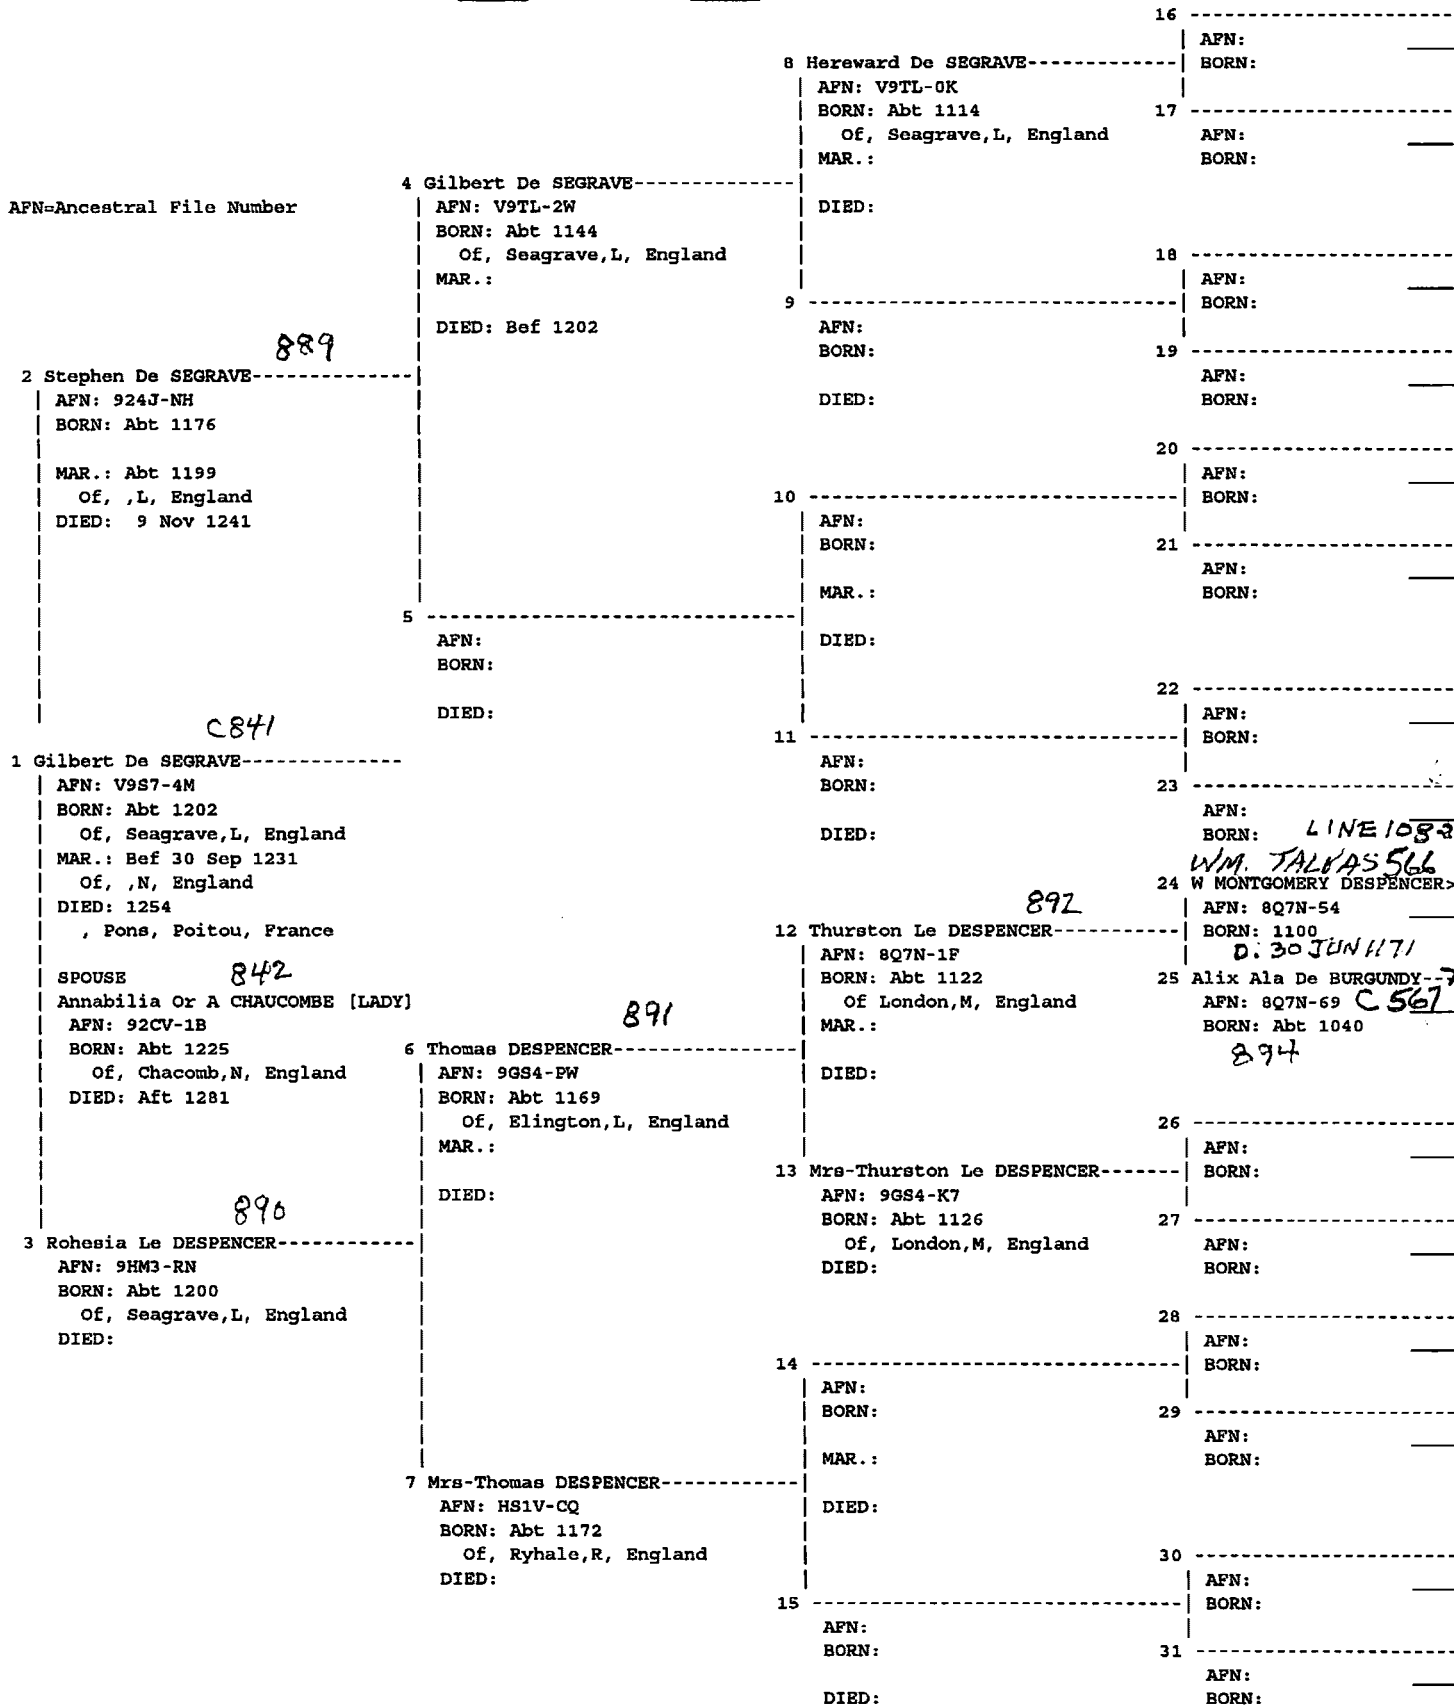 AFN=Ancestral File Number
889
2 Stephen De SEGRAVE--------------
AFN: 924J-NH
BORN: Abt 1176
MAR.: Abt 1199
Of, ,L, England
DIED: 9 Nov 1241
C841
1 Gilbert De SEGRAVE--------------
AFN: V9S7-4M
BORN: Abt 1202
Of, Seagrave,L, England
MAR.: Bef 30 Sep 1231
Of, ,N, England
DIED: 1254
, Pons, Poitou, France
SPOUSE 842
Annabilia Or A CHAUCOMBE [LADY]
AFN: 92CV-1B
BORN: Abt 1225
Of, Chacomb,N, England
DIED: Aft 1281
890
3 Rohesia Le DESPENCER------------
AFN: 9HM3-RN
BORN: Abt 1200
Of, Seagrave,L, England
DIED:
4 Gilbert De SEGRAVE--------------
AFN: V9TL-2W
BORN: Abt 1144
Of, Seagrave,L, England
MAR.:
DIED: Bef 1202
5 --------------------------------
AFN:
BORN:
DIED:
891
6 Thomas DESPENCER----------------
AFN: 9GS4-PW
BORN: Abt 1169
Of, Elington,L, England
MAR.:
DIED:
7 Mrs-Thomas DESPENCER------------
AFN: HS1V-CQ
BORN: Abt 1172
Of, Ryhale,R, England
DIED:
8 Hereward De SEGRAVE-------------
AFN: V9TL-0K
BORN: Abt 1114
Of, Seagrave,L, England
MAR.:
DIED:
9 --------------------------------
AFN:
BORN:
DIED:
10 -------------------------------
AFN:
BORN:
MAR.:
DIED:
11 -------------------------------
AFN:
BORN:
DIED:
892
12 Thurston Le DESPENCER----------
AFN: 8Q7N-1F
BORN: Abt 1122
Of London,M, England
MAR.:
DIED:
13 Mrs-Thurston Le DESPENCER------
AFN: 9GS4-K7
BORN: Abt 1126
Of, London,M, England
DIED:
14 -------------------------------
AFN:
BORN:
MAR.:
DIED:
15 -------------------------------
AFN:
BORN:
DIED:
16 ----------------------
AFN:
BORN:
17 ----------------------
AFN:
BORN:
18 ----------------------
AFN:
BORN:
19 ----------------------
AFN:
BORN:
20 ----------------------
AFN:
BORN:
21 ----------------------
AFN:
BORN:
22 ----------------------
AFN:
BORN:
23 ----------------------
AFN:
BORN: LINE
WM. 566
24 W MONTGOMERY DESPENCER>
AFN: 8Q7N-54
BORN: 1100
D. 30 JUN 1171
25 Alix Ala De BURGUNDY--
AFN: 8Q7N-69 C 567
BORN: Abt 1040
894
26 ----------------------
AFN:
BORN:
27 ----------------------
AFN:
BORN:
28 ----------------------
AFN:
BORN:
29 ----------------------
AFN:
BORN:
30 ----------------------
AFN:
BORN:
31 ----------------------
AFN:
BORN: